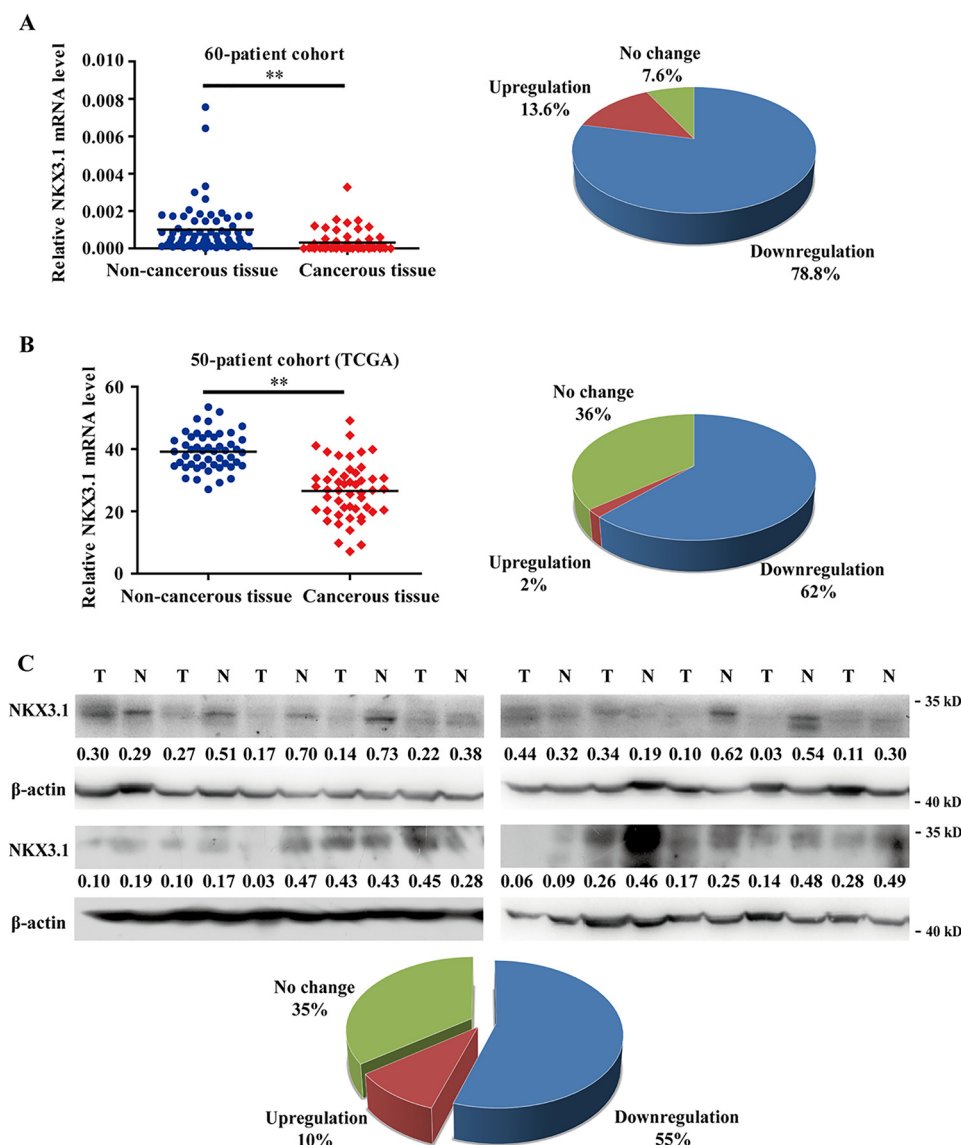 A
60-patient cohort
**
Relative NKX3.1 mRNA level
0.010
0.008
0.006
0.004
0.002
0.000
Non-cancerous tissue Cancerous tissue
No change
7.6%
Upregulation
13.6%
Downregulation
78.8%
B
50-patient cohort (TCGA)
**
Relative NKX3.1 mRNA level
60
40
20
0
Non-cancerous tissue Cancerous tissue
No change
36%
Upregulation
2%
Downregulation
62%
C
T N T N T N T N T N
T N T N T N T N T N
NKX3.1
- 35 kD
0.30 0.29 0.27 0.51 0.17 0.70 0.14 0.73 0.22 0.38
0.44 0.32 0.34 0.19 0.10 0.62 0.03 0.54 0.11 0.30
β-actin
- 40 kD
NKX3.1
- 35 kD
0.10 0.19 0.10 0.17 0.03 0.47 0.43 0.43 0.45 0.28
0.06 0.09 0.26 0.46 0.17 0.25 0.14 0.48 0.28 0.49
β-actin
- 40 kD
No change
35%
Upregulation
10%
Downregulation
55%